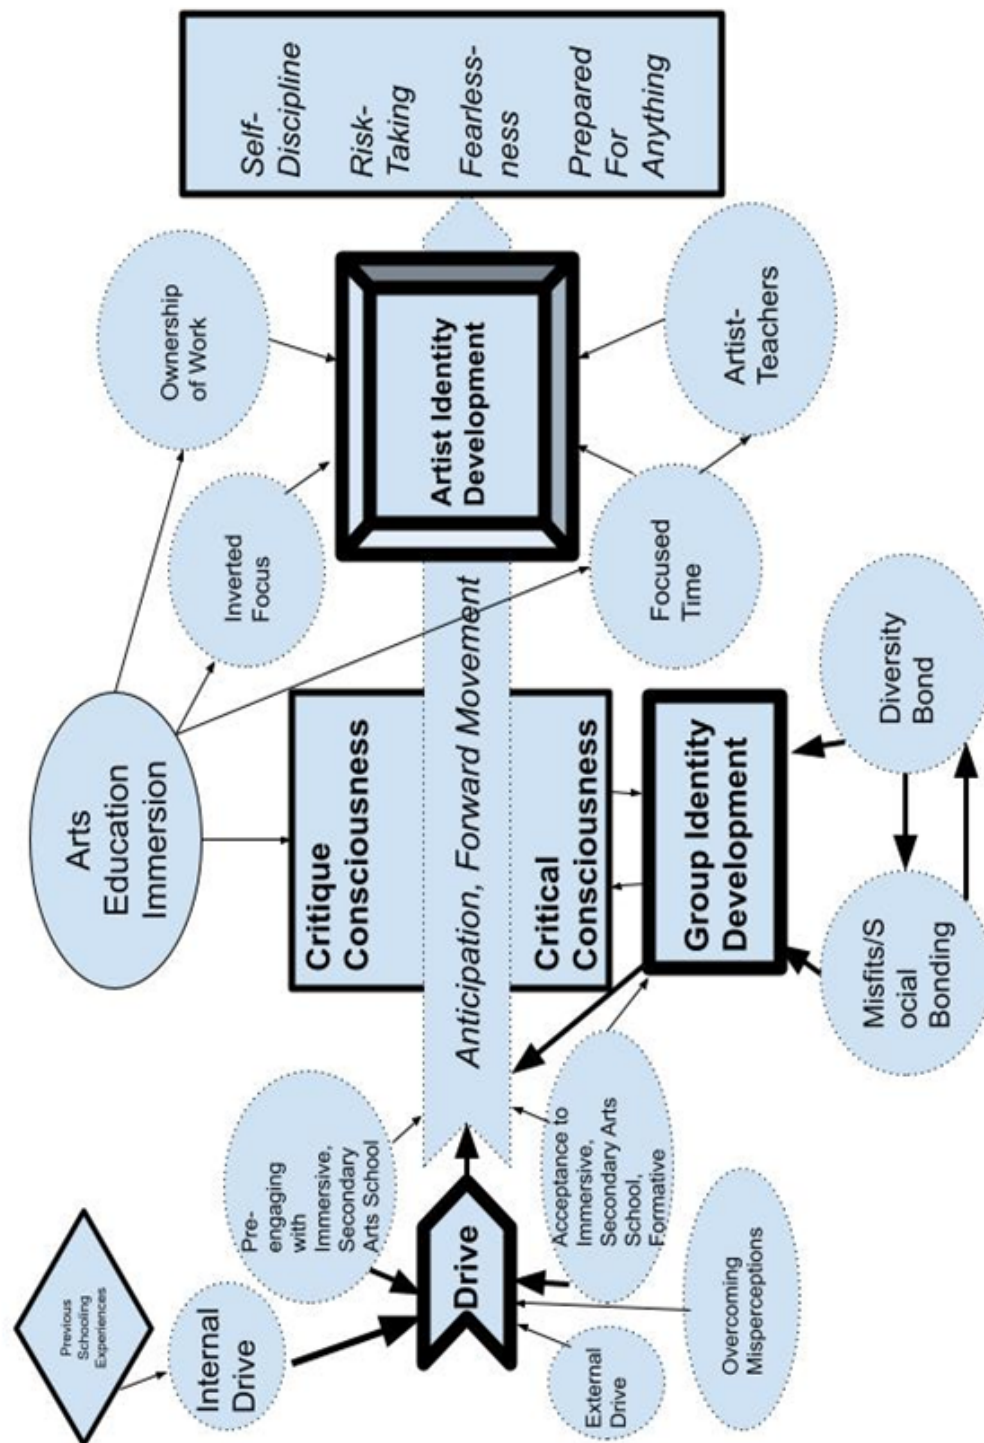 Previous
Schooling
Experiences
Internal
Drive
Pre-
engaging
with
Immersive,
Secondary
Arts School
Drive
External
Drive
Overcoming
Misperceptions
Acceptance to
Immersive,
Secondary Arts
School,
Formative
Arts
Education
Immersion
Critique
Consciousness
Anticipation, Forward Movement
Critical
Consciousness
Group Identity
Development
Misfits/S
ocial
Bonding
Diversity
Bond
Inverted
Focus
Ownership
of Work
Artist Identity
Development
Focused
Time
Artist-
Teachers
Self-
Discipline
Risk-
Taking
Fearless-
ness
Prepared
For
Anything